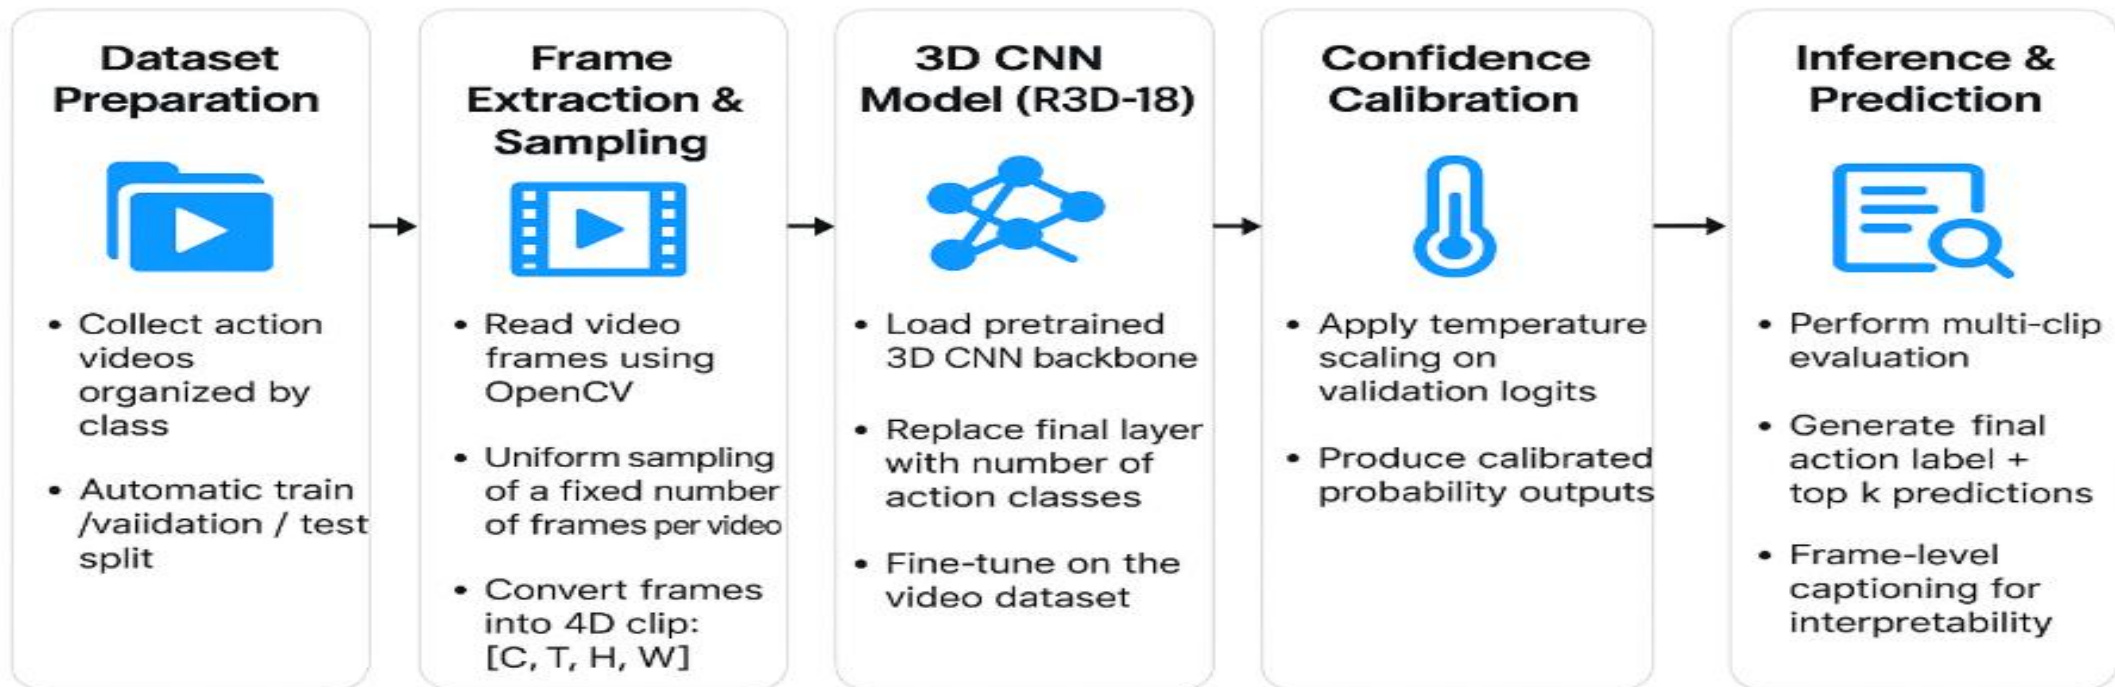 Dataset
Preparation
• Collect action
videos
organized by
class
• Automatic train
/vaiidation / test
split
Frame
Extraction &
Sampling
• Read video
frames using
OpenCV
• Uniform sampling
of a fixed number
of frames per video
• Convert frames
into 4D clip:
[C, T, H, W]
3D CNN
Model (R3D-18)
• Load pretrained
3D CNN backbone
• Replace final layer
with number of
action classes
• Fine-tune on the
video dataset
Confidence
Calibration
• Apply temperature
scaling on
validation logits
• Produce calibrated
probability outputs
Inference &
Prediction
• Perform multi-clip
evaluation
• Generate final
action label +
top k predictions
• Frame-level
captioning for
interpretability